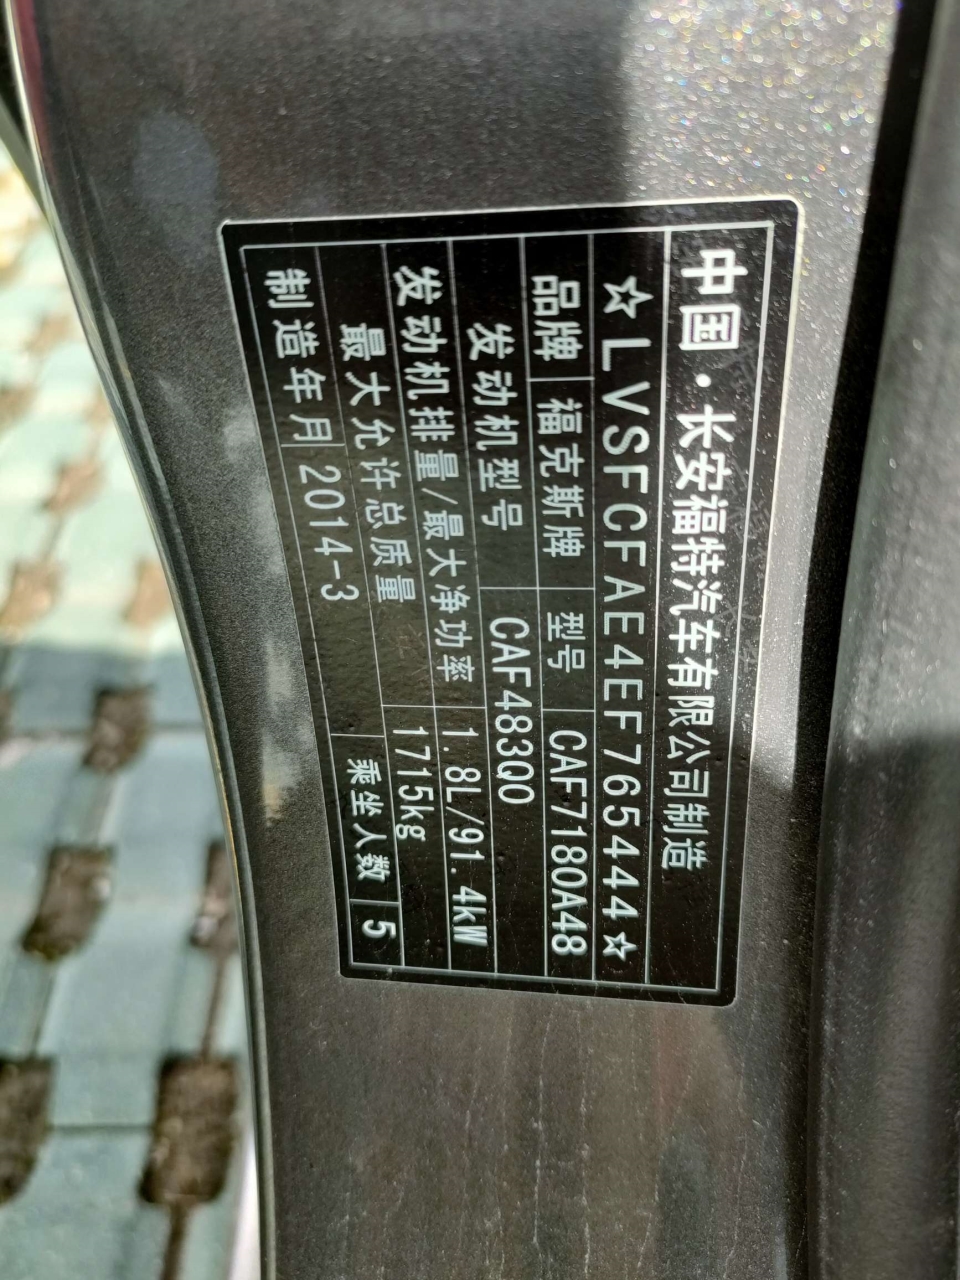 中国·长安福特汽车有限公司制造
☆LVSFCFAE4EF765444☆
品牌 福克斯牌 型号 CAF7180A48
发动机型号 CAF483Q0
发动机排量/最大净功率 1.8L/91.4kW
最大允许总质量 1715kg
制造年月 2014-3 乘坐人数 5